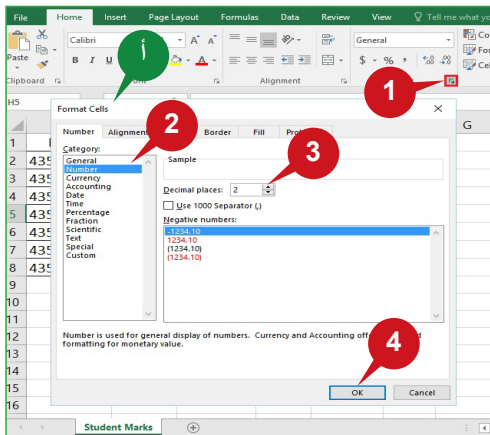 File Home Insert Page Layout Formulas Data Review View Tell me what yo
Paste Calibri A A General Co
B I U A $ % , .00 For
Cel
Clipboard Alignment
أ
1
H5
Format Cells
2
G
Number Alignment Border Fill
3
Category:
General
Number
Currency
Accounting
Date
Time
Percentage
Fraction
Scientific
Text
Special
Custom
Sample
Decimal places: 2
Use 1000 Separator (,)
Negative numbers:
-1234.10
1234.10
(1234.10)
(1234.10)
1
2 435
3 435
4 435
5 435
6 435
7 435
8 435
9
10
11
12
13
14
15
16
Number is used for general display of numbers. Currency and Accounting
formatting for monetary value.
4
OK Cancel
Student Marks